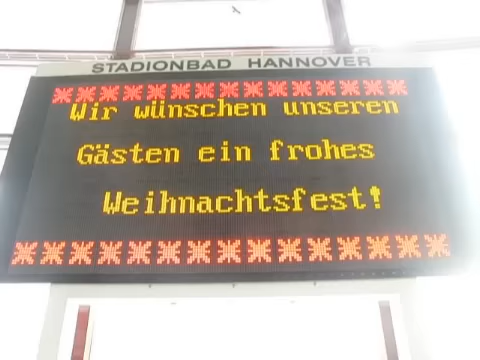 STADIONBAD HANNOVER
Wir wünschen unseren
Gästen ein frohes
Weihnachtsfest!